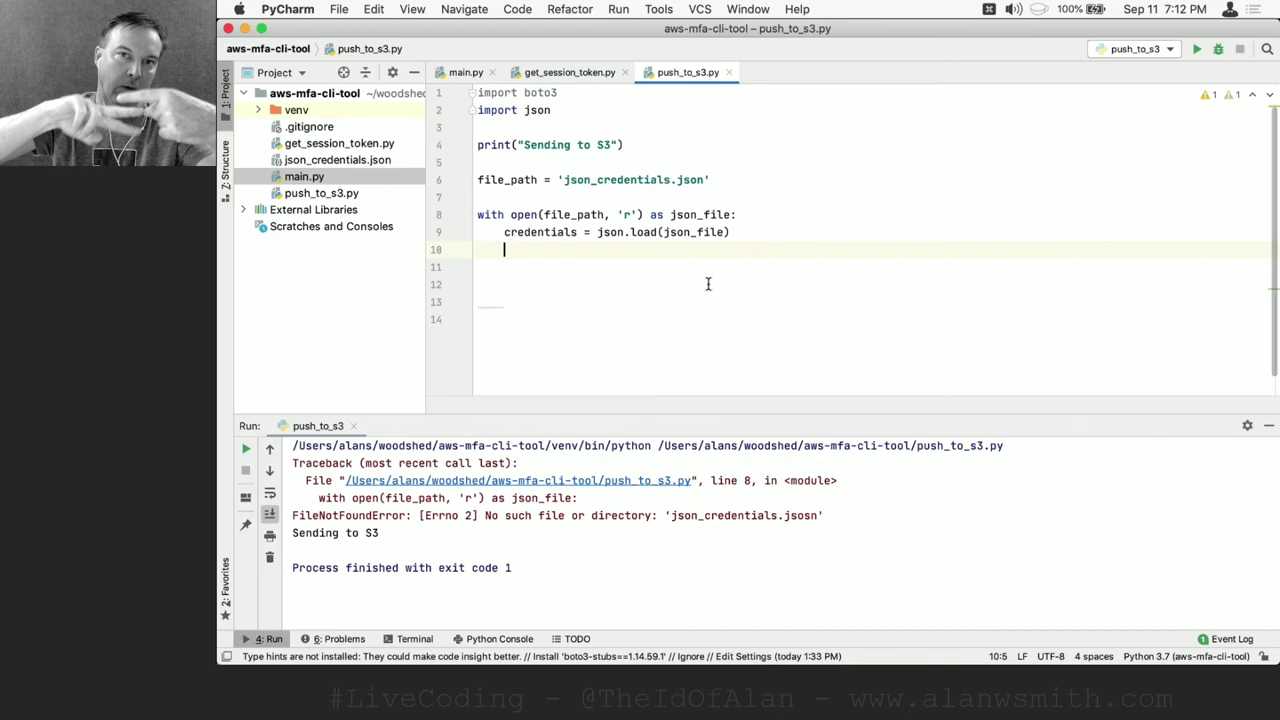 PyCharm File Edit View Navigate Code Refactor Run Tools VCS Window Help 100% Sep 11 7:12 PM
aws-mfa-cli-tool – push_to_s3.py
aws-mfa-cli-tool push_to_s3.py push_to_s3
1: Project
Z: Structure
2: Favorites
Project
aws-mfa-cli-tool ~/woodshed
venv
.gitignore
get_session_token.py
json_credentials.json
main.py
push_to_s3.py
External Libraries
Scratches and Consoles
main.py get_session_token.py push_to_s3.py
1 1
1 import boto3
2 import json
3
4 print("Sending to S3")
5
6 file_path = 'json_credentials.json'
7
8 with open(file_path, 'r') as json_file:
9 credentials = json.load(json_file)
10
11
12
13
14
Run: push_to_s3
/Users/alans/woodshed/aws-mfa-cli-tool/venv/bin/python /Users/alans/woodshed/aws-mfa-cli-tool/push_to_s3.py
Traceback (most recent call last):
File "/Users/alans/woodshed/aws-mfa-cli-tool/push_to_s3.py", line 8, in <module>
with open(file_path, 'r') as json_file:
FileNotFoundError: [Errno 2] No such file or directory: 'json_credentials.jsosn'
Sending to S3
Process finished with exit code 1
4: Run 6: Problems Terminal Python Console TODO 1 Event Log
Type hints are not installed: They could make code insight better. // Install 'boto3-stubs==1.14.59.1' // Ignore // Edit Settings (today 1:33 PM) 10:5 LF UTF-8 4 spaces Python 3.7 (aws-mfa-cli-tool)
#LiveCoding - @TheIdOfAlan - www.alanwsmith.com